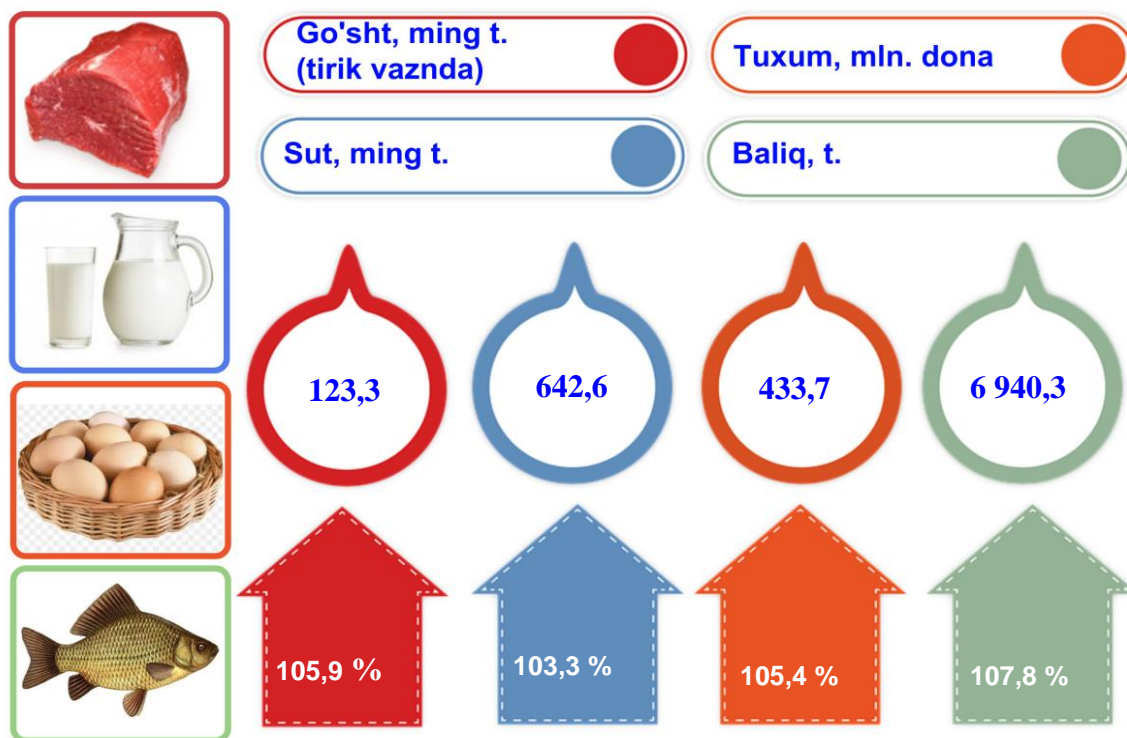 Go'sht, ming t.
(tirik vaznda)
Tuxum, mln. dona
Sut, ming t.
Baliq, t.
123,3
642,6
433,7
6 940,3
105,9 %
103,3 %
105,4 %
107,8 %